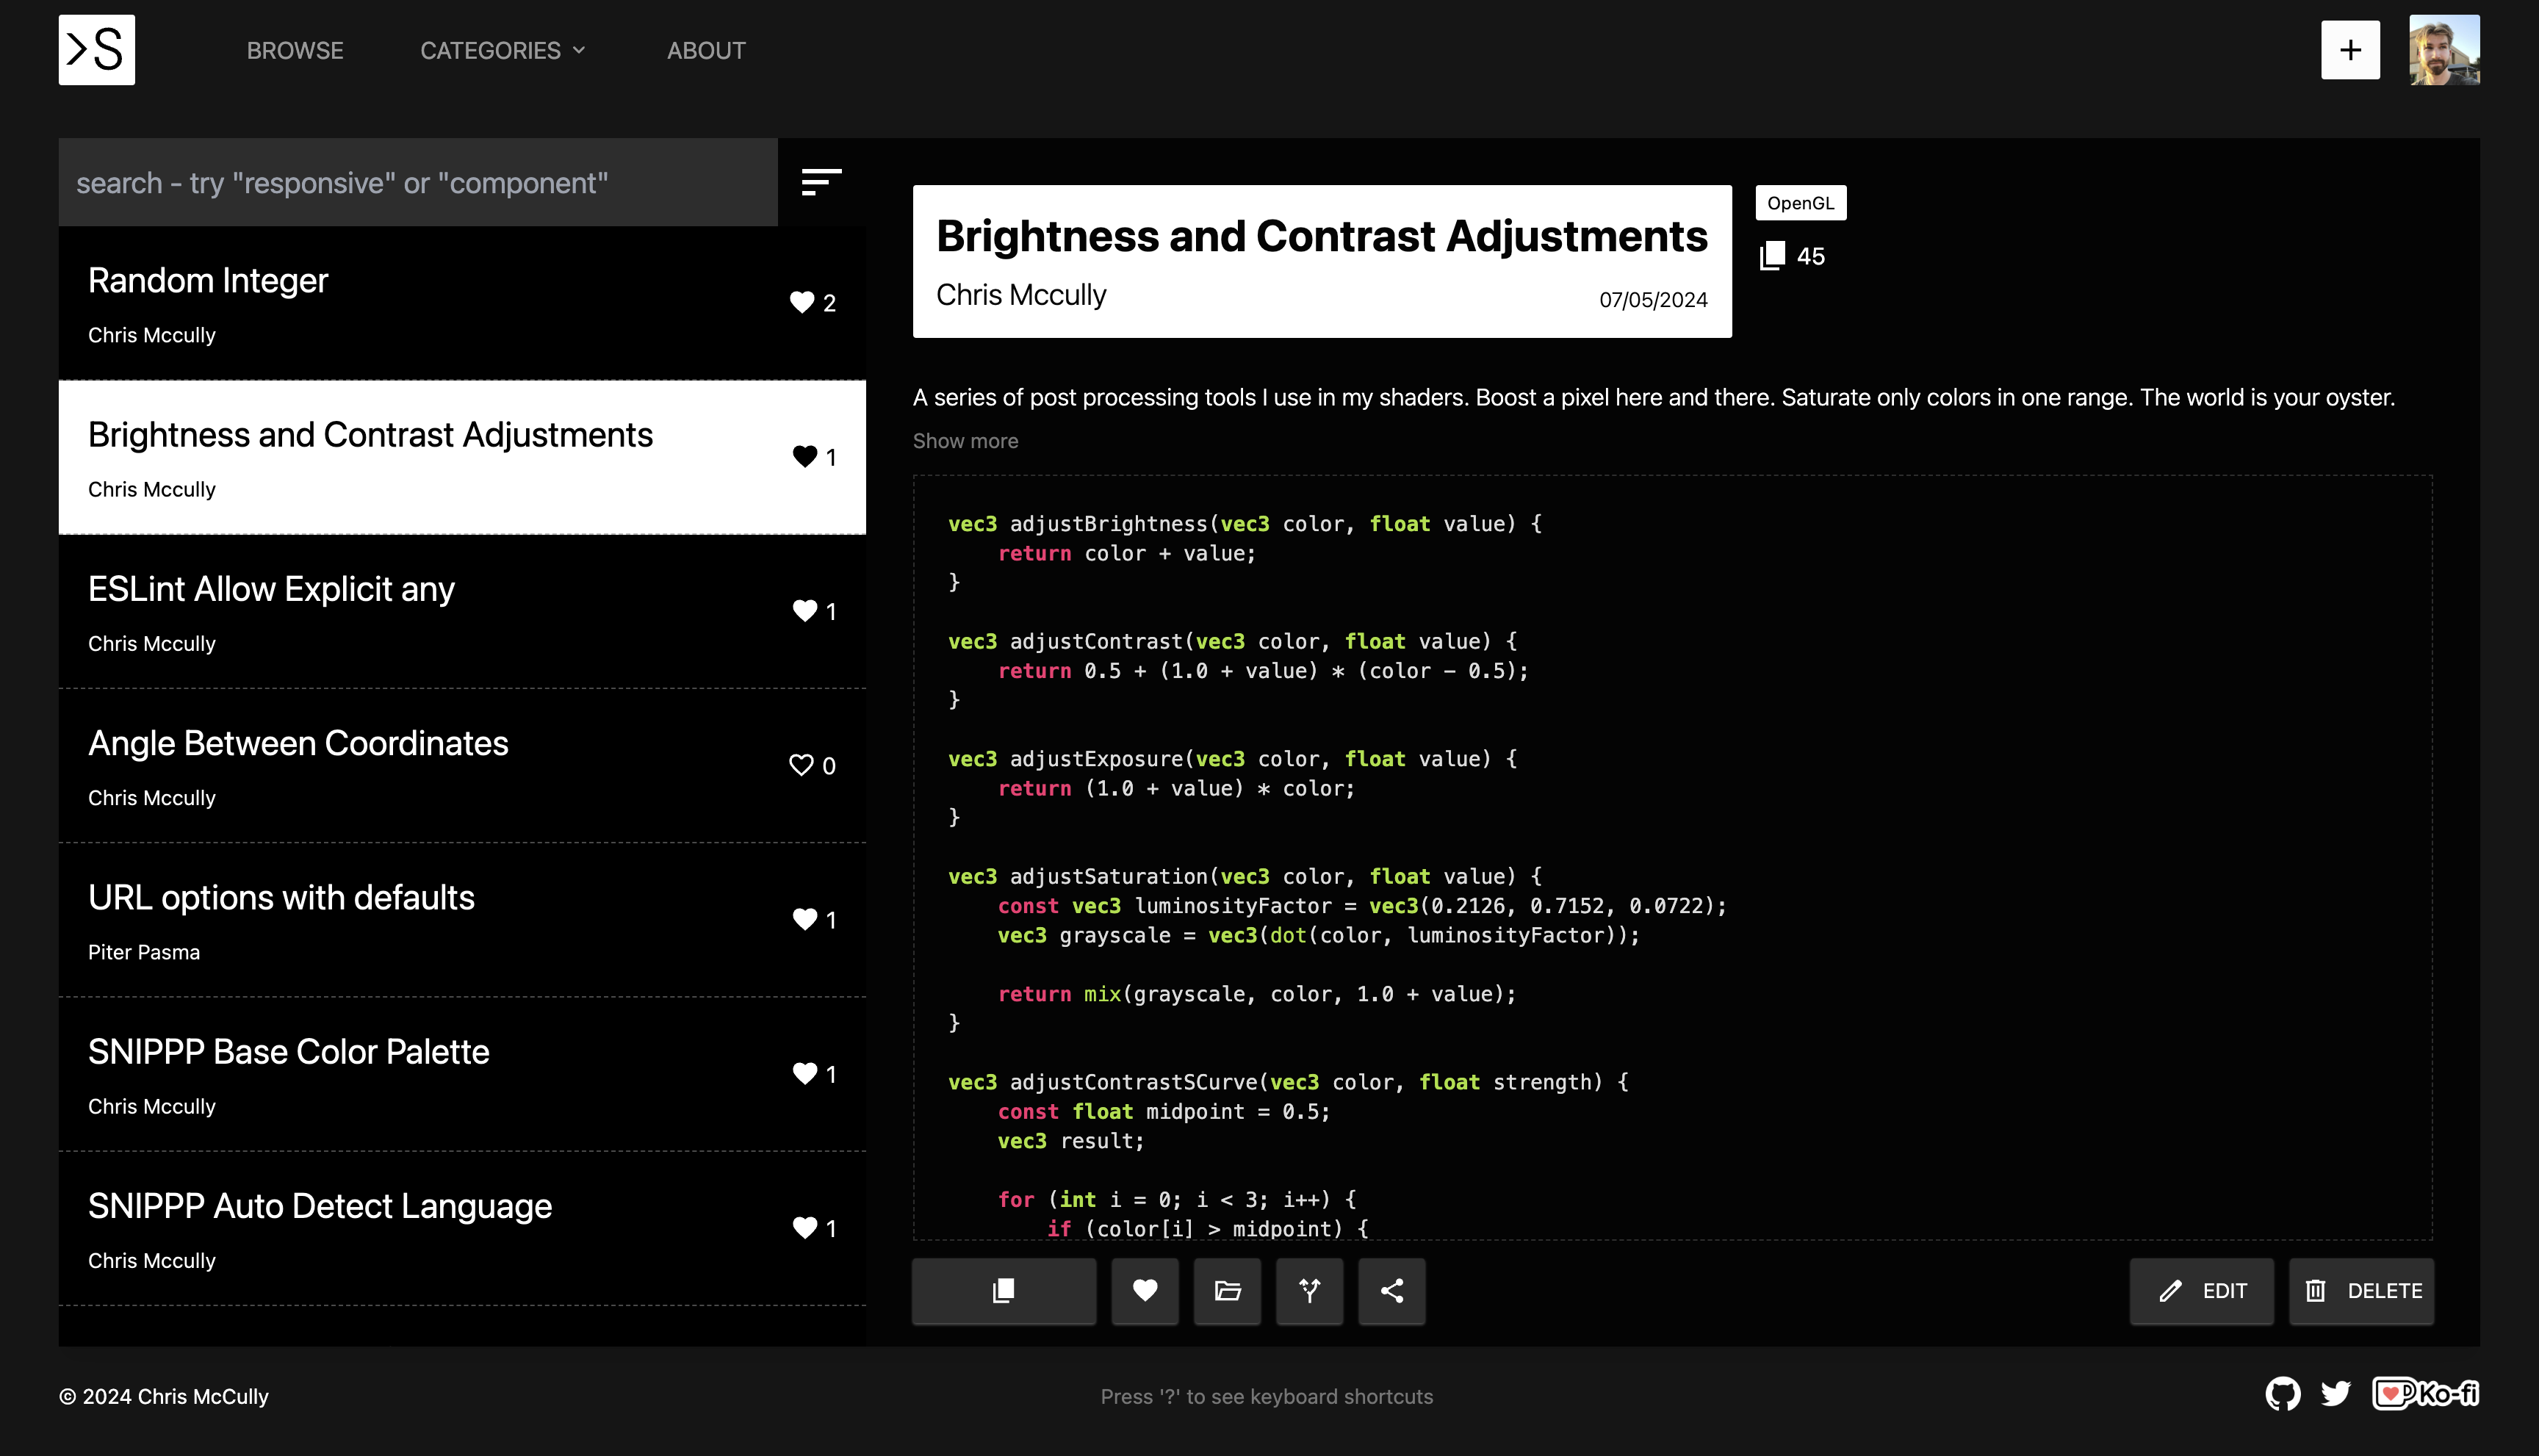 >S
BROWSE
CATEGORIES
ABOUT
+
search - try "responsive" or "component"
Random Integer
2
Chris Mccully
Brightness and Contrast Adjustments
1
Chris Mccully
ESLint Allow Explicit any
1
Chris Mccully
Angle Between Coordinates
0
Chris Mccully
URL options with defaults
1
Piter Pasma
SNIPPP Base Color Palette
1
Chris Mccully
SNIPPP Auto Detect Language
1
Chris Mccully
Brightness and Contrast Adjustments
Chris Mccully
07/05/2024
OpenGL
45
A series of post processing tools I use in my shaders. Boost a pixel here and there. Saturate only colors in one range. The world is your oyster.
Show more
vec3 adjustBrightness(vec3 color, float value) {
    return color + value;
}
vec3 adjustContrast(vec3 color, float value) {
    return 0.5 + (1.0 + value) * (color - 0.5);
}
vec3 adjustExposure(vec3 color, float value) {
    return (1.0 + value) * color;
}
vec3 adjustSaturation(vec3 color, float value) {
    const vec3 luminosityFactor = vec3(0.2126, 0.7152, 0.0722);
    vec3 grayscale = vec3(dot(color, luminosityFactor));
    return mix(grayscale, color, 1.0 + value);
}
vec3 adjustContrastSCurve(vec3 color, float strength) {
    const float midpoint = 0.5;
    vec3 result;
    for (int i = 0; i < 3; i++) {
        if (color[i] > midpoint) {
EDIT
DELETE
© 2024 Chris McCully
Press '?' to see keyboard shortcuts
Ko-fi